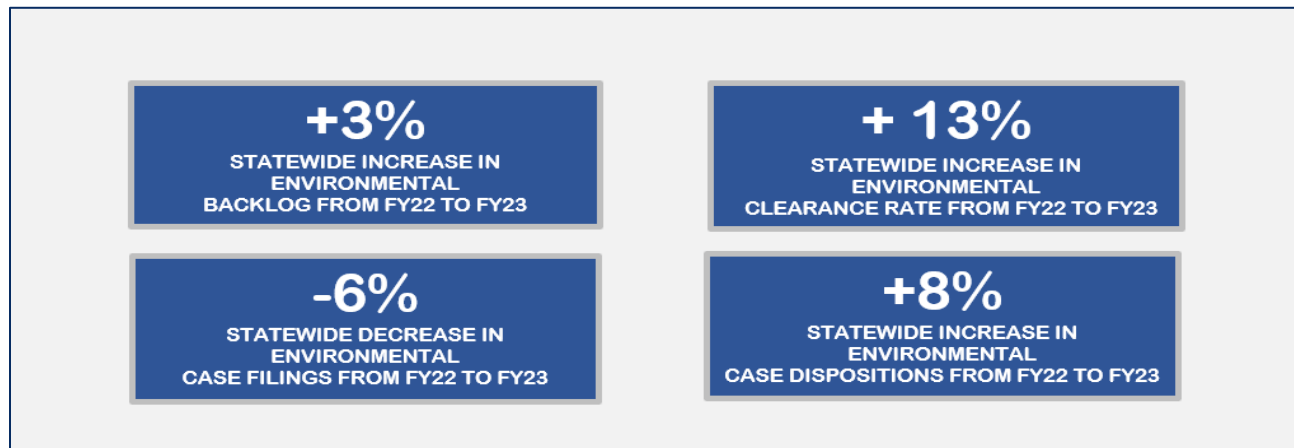 +3%
STATEWIDE INCREASE IN
ENVIRONMENTAL
BACKLOG FROM FY22 TO FY23
+ 13%
STATEWIDE INCREASE IN
ENVIRONMENTAL
CLEARANCE RATE FROM FY22 TO FY23
-6%
STATEWIDE DECREASE IN
ENVIRONMENTAL
CASE FILINGS FROM FY22 TO FY23
+8%
STATEWIDE INCREASE IN
ENVIRONMENTAL
CASE DISPOSITIONS FROM FY22 TO FY23